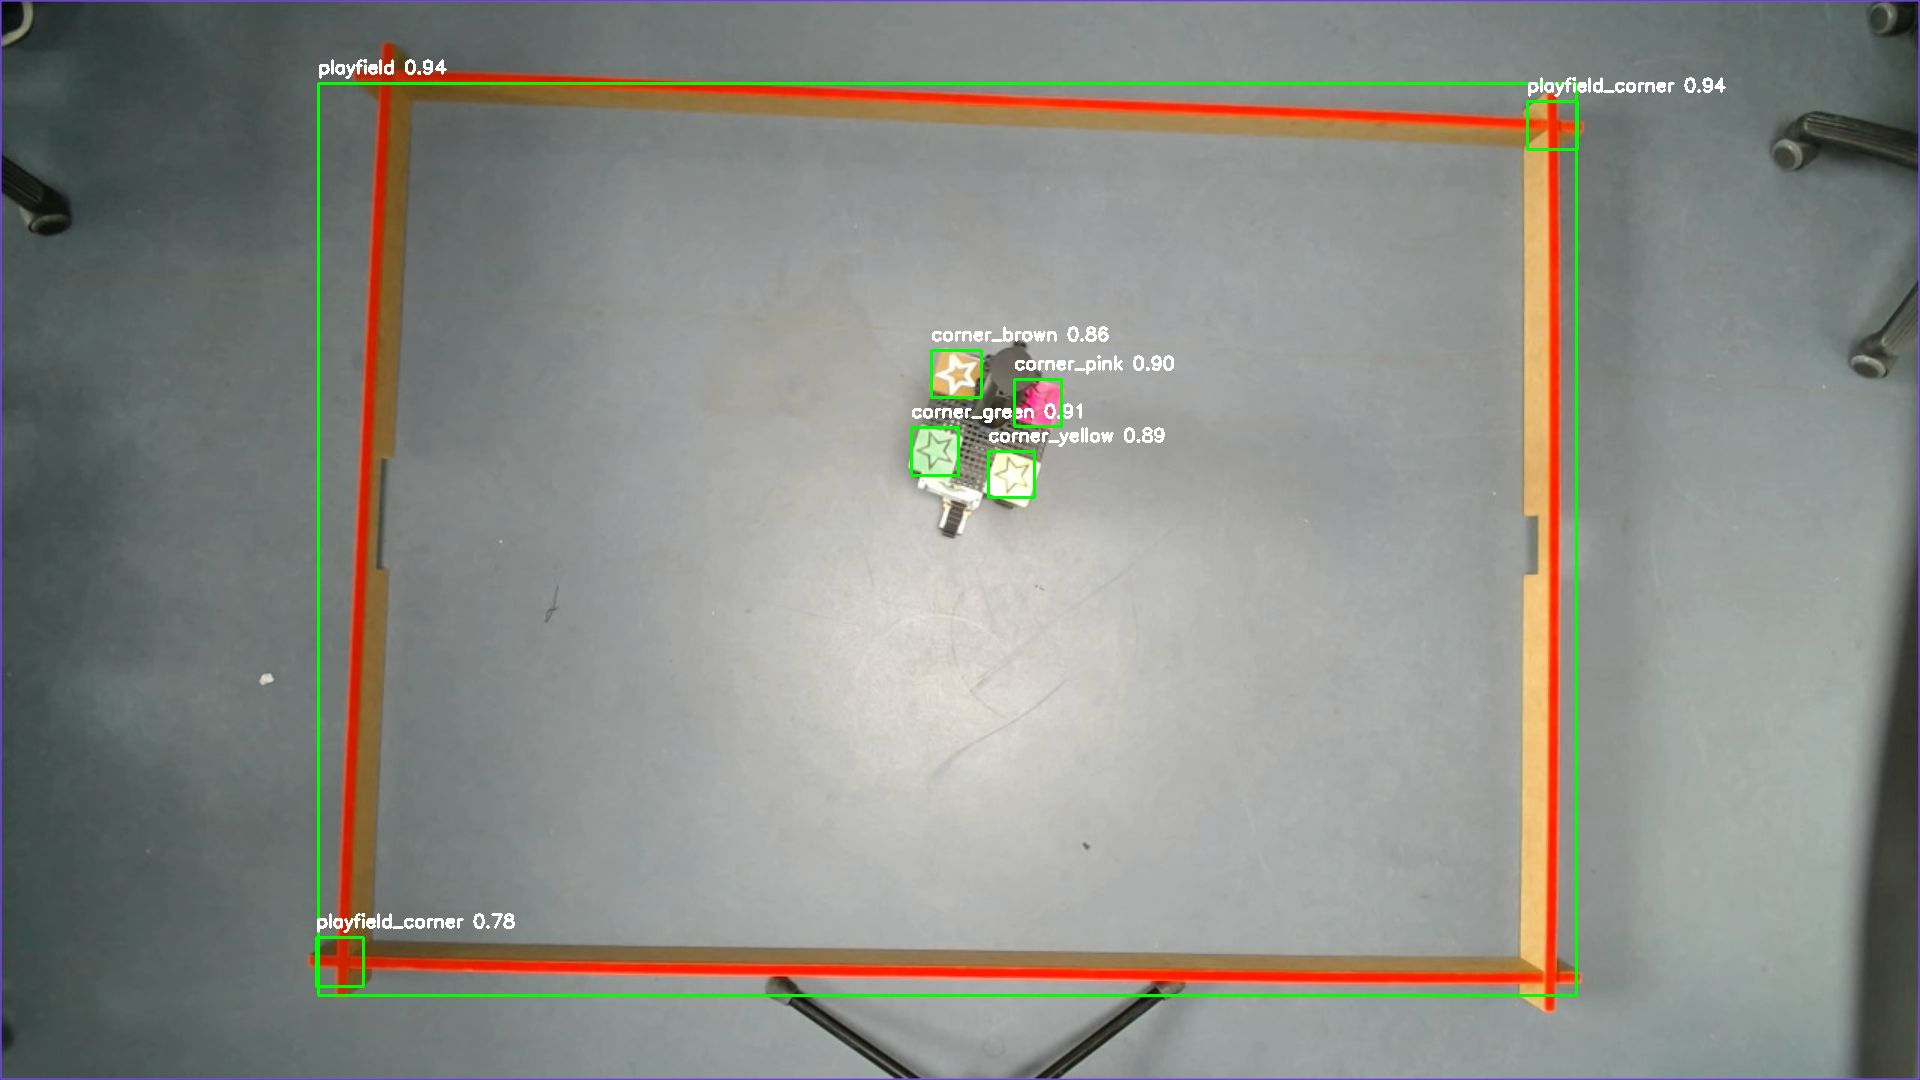 playfield 0.94
playfield_corner 0.94
corner_brown 0.86
corner_pink 0.90
corner_green 0.91
corner_yellow 0.89
playfield_corner 0.78